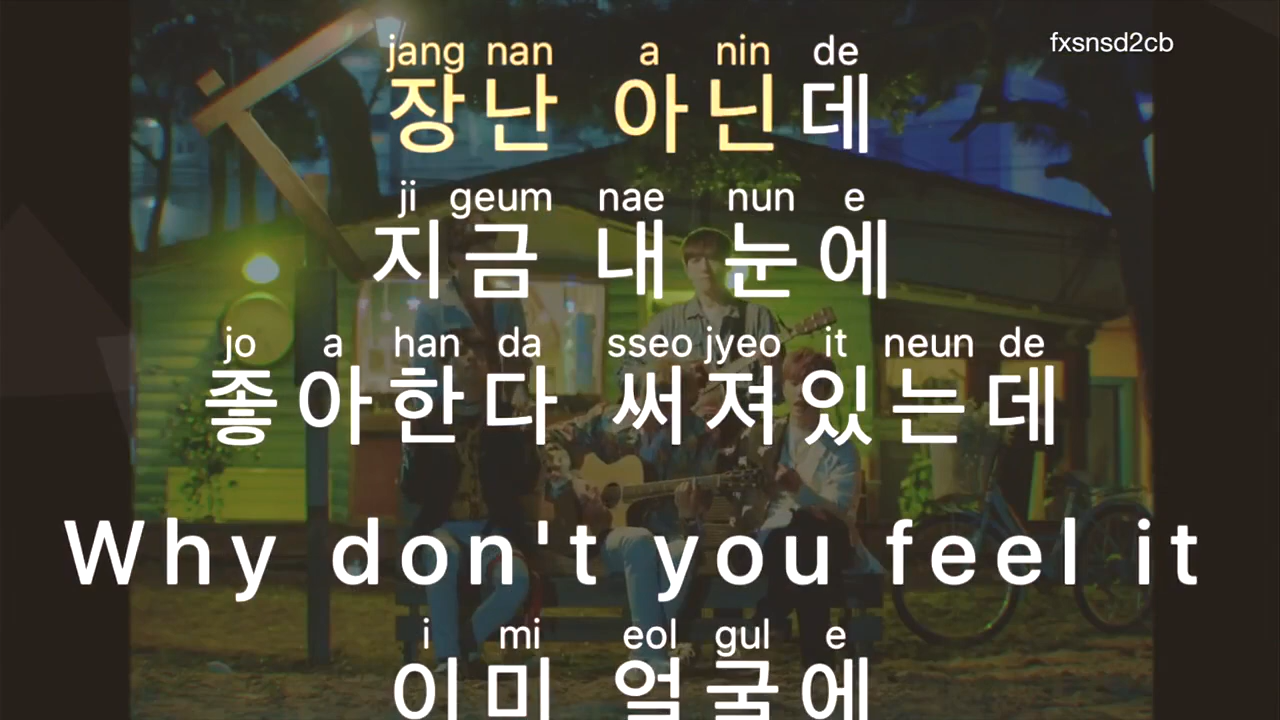 fxsnsd2cb
jang nan a nin de
장난 아닌데
ji geum nae nun e
지금 내 눈에
jo a han da sseo jyeo it neun de
좋아한다 써져있는데
Why don't you feel it
i mi eol gul e
이미 얼굴에